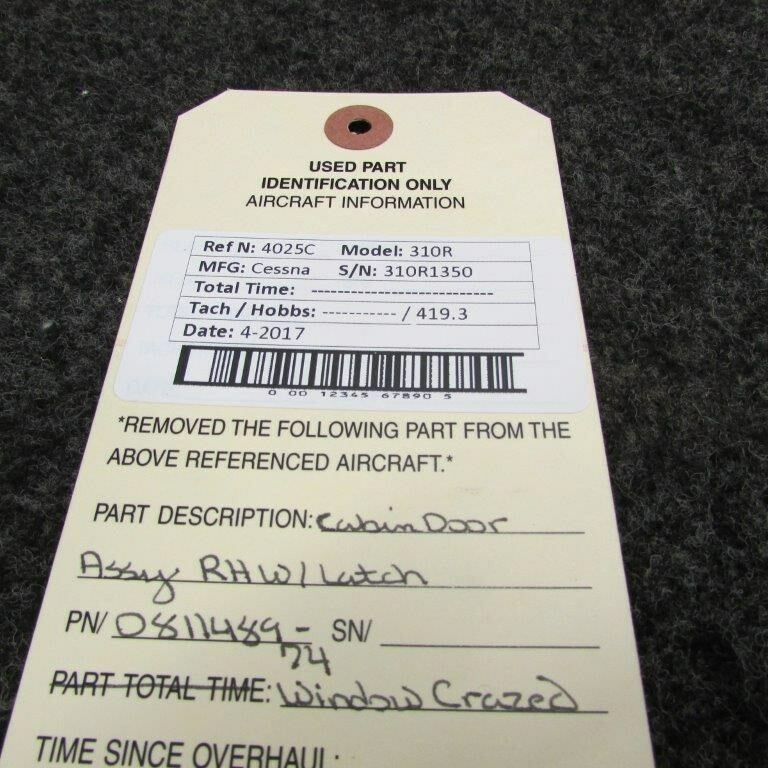 USED PART
IDENTIFICATION ONLY
AIRCRAFT INFORMATION
Ref N: 4025C Model: 310R
MFG: Cessna S/N: 310R1350
Total Time: ----------------------------
Tach / Hobbs: ----------- / 419.3
Date: 4-2017
0 00 12345 67890 5
*REMOVED THE FOLLOWING PART FROM THE
ABOVE REFERENCED AIRCRAFT.*
PART DESCRIPTION: Cabin Door
Assy RH W/ Latch
PN/ 0811489- SN/
74
PART TOTAL TIME: Window Crazed
TIME SINCE OVERHAUL: